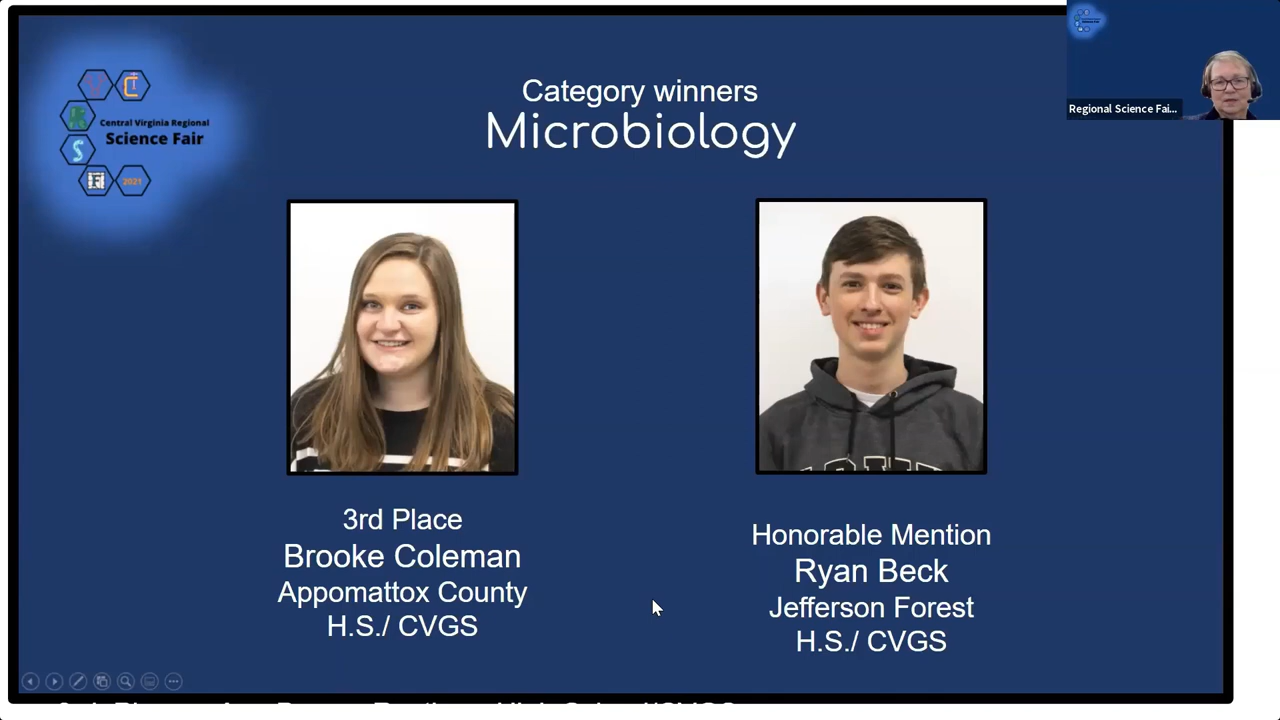 Category winners
Microbiology
Central Virginia Regional
Science Fair
2021
Regional Science Fai...
3rd Place
Brooke Coleman
Appomattox County
H.S./ CVGS
Honorable Mention
Ryan Beck
Jefferson Forest
H.S./ CVGS